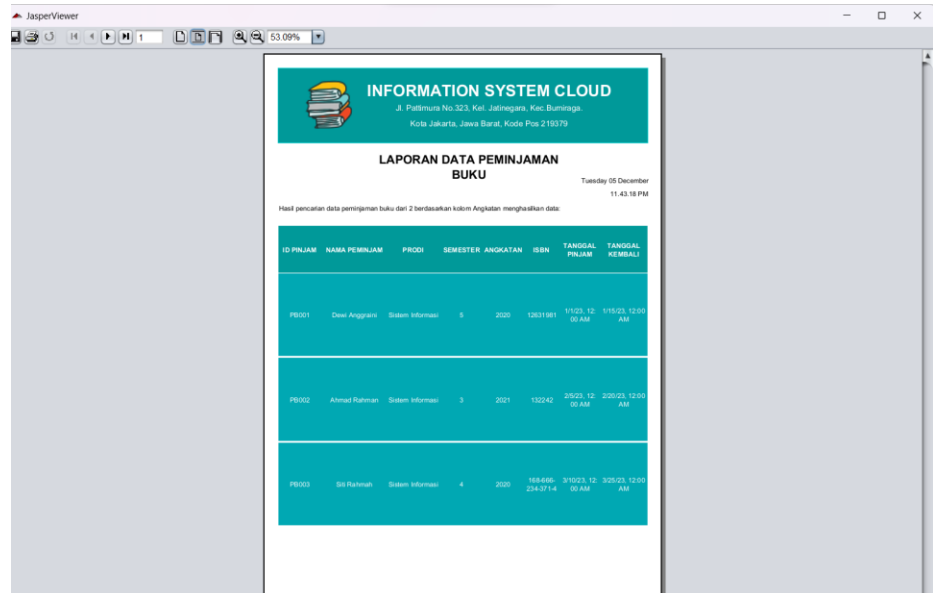 JasperViewer
1
53.09%
INFORMATION SYSTEM CLOUD
Jl. Pattimura No.323, Kel. Jatinegara, Kec.Bumiraga.
Kota Jakarta, Jawa Barat, Kode Pos 219379
LAPORAN DATA PEMINJAMAN
BUKU
Tuesday 05 December
11.43.18 PM
Hasil pencarian data peminjaman buku dari 2 berdasarkan kolom Angkatan menghasilkan data:
ID PINJAM NAMA PEMINJAM PRODI SEMESTER ANGKATAN ISBN TANGGAL PINJAM TANGGAL KEMBALI
PB001 Dewi Anggraini Sistem Informasi 5 2020 12631981 1/1/23, 12:00 AM 1/15/23, 12:00 AM
PB002 Ahmad Rahman Sistem Informasi 3 2021 132242 2/5/23, 12:00 AM 2/20/23, 12:00 AM
PB003 Siti Rahmah Sistem Informasi 4 2020 168-666-234-371-4 3/10/23, 12:00 AM 3/25/23, 12:00 AM